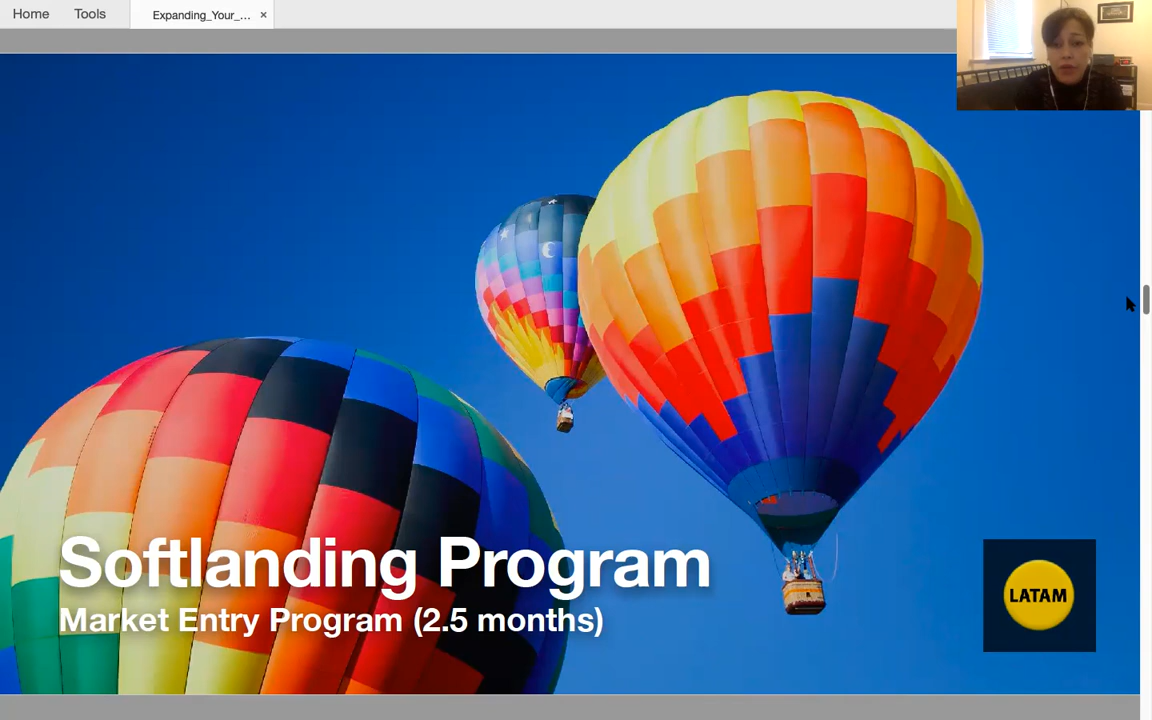 Home
Tools
Expanding_Your_...
×
Softlanding Program
Market Entry Program (2.5 months)
LATAM